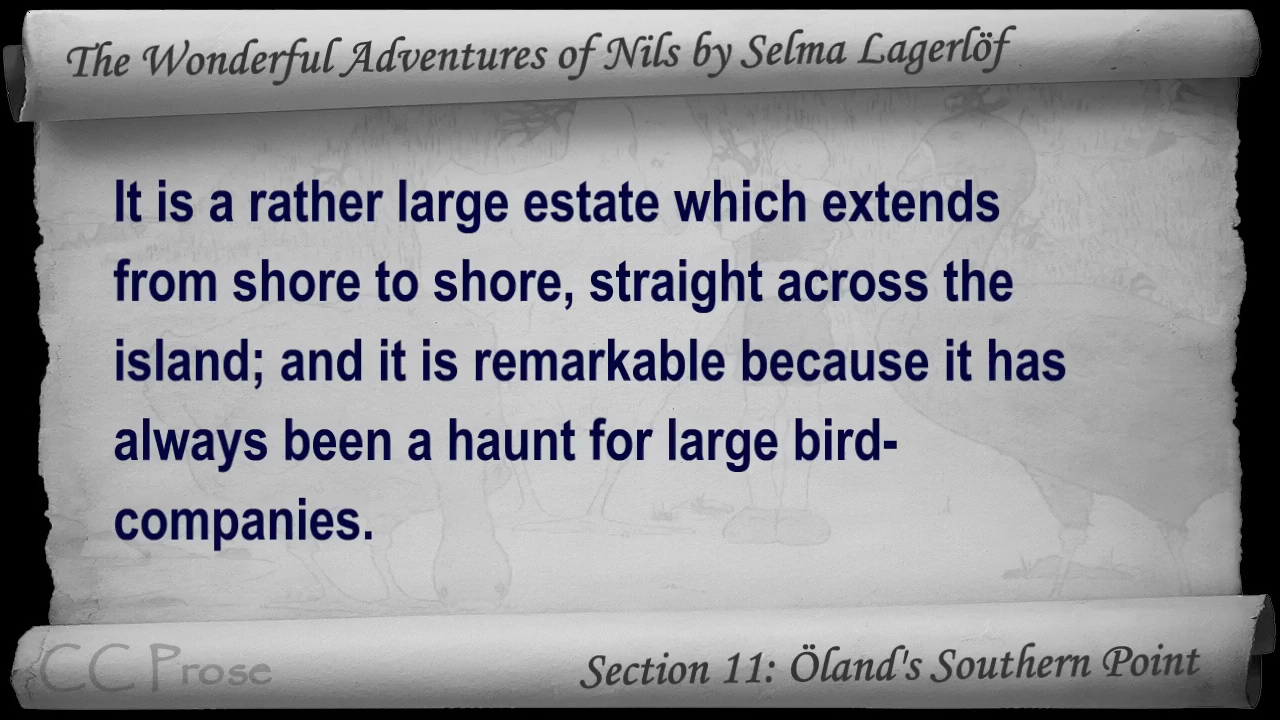 The Wonderful Adventures of Nils by Selma Lagerlöf
It is a rather large estate which extends
from shore to shore, straight across the
island; and it is remarkable because it has
always been a haunt for large bird-
companies.
CC Prose
Section 11: Öland's Southern Point